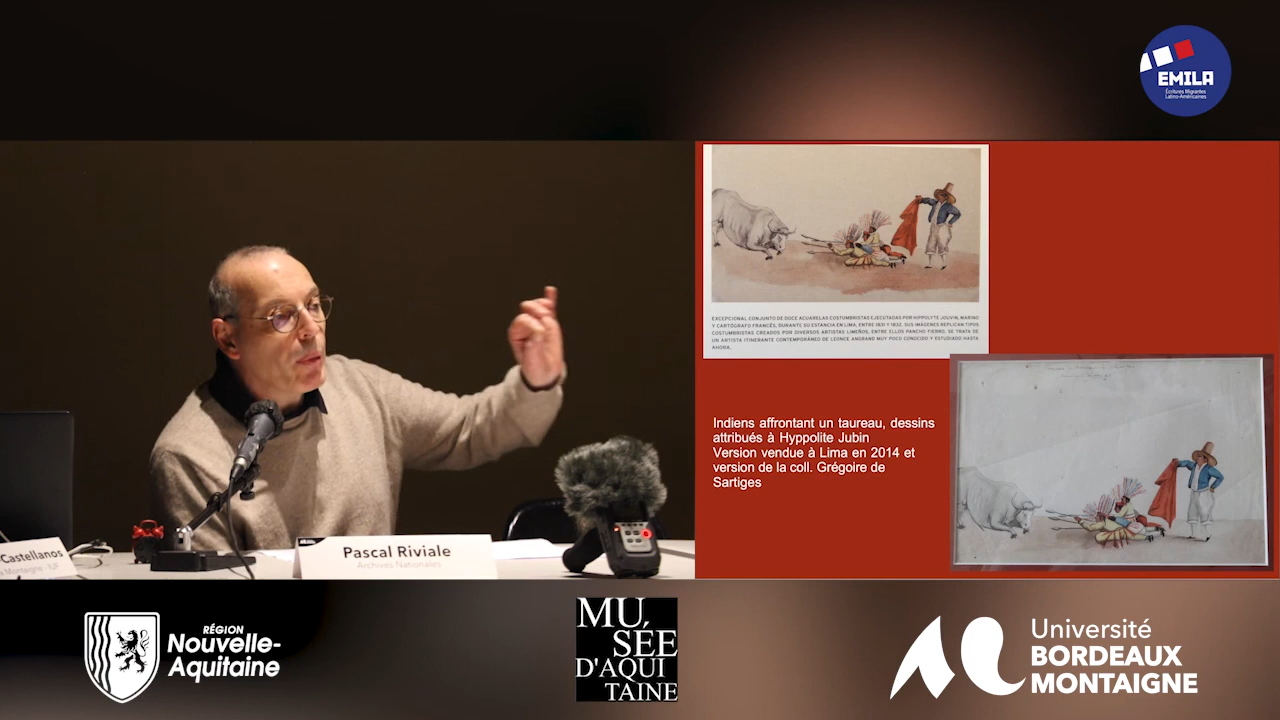 EMILA
Écritures Migrantes
Latino-Américaines
EXCEPCIONAL CONJUNTO DE DOCE ACUARELAS COSTUMBRISTAS EJECUTADAS POR HIPPOLYTE JOUVIN, MARINO
Y CARTÓGRAFO FRANCÉS, DURANTE SU ESTANCIA EN LIMA, ENTRE 1831 Y 1832. SUS IMÁGENES REPLICAN TIPOS
COSTUMBRISTAS CREADOS POR DIVERSOS ARTISTAS LIMEÑOS, ENTRE ELLOS PANCHO FIERRO. SE TRATA DE
UN ARTISTA ITINERANTE CONTEMPORÁNEO DE LEONCE ANGRAND MUY POCO CONOCIDO Y ESTUDIADO HASTA
AHORA.
Indiens affrontant un taureau, dessins
attribués à Hyppolite Jubin
Version vendue à Lima en 2014 et
version de la coll. Grégoire de
Sartiges
Castellanos
Montaigne - IUF
Pascal Riviale
Archives Nationales
RÉGION
Nouvelle-
Aquitaine
MU,
SÉE
D'AQUI
TAINE
Université
BORDEAUX
MONTAIGNE